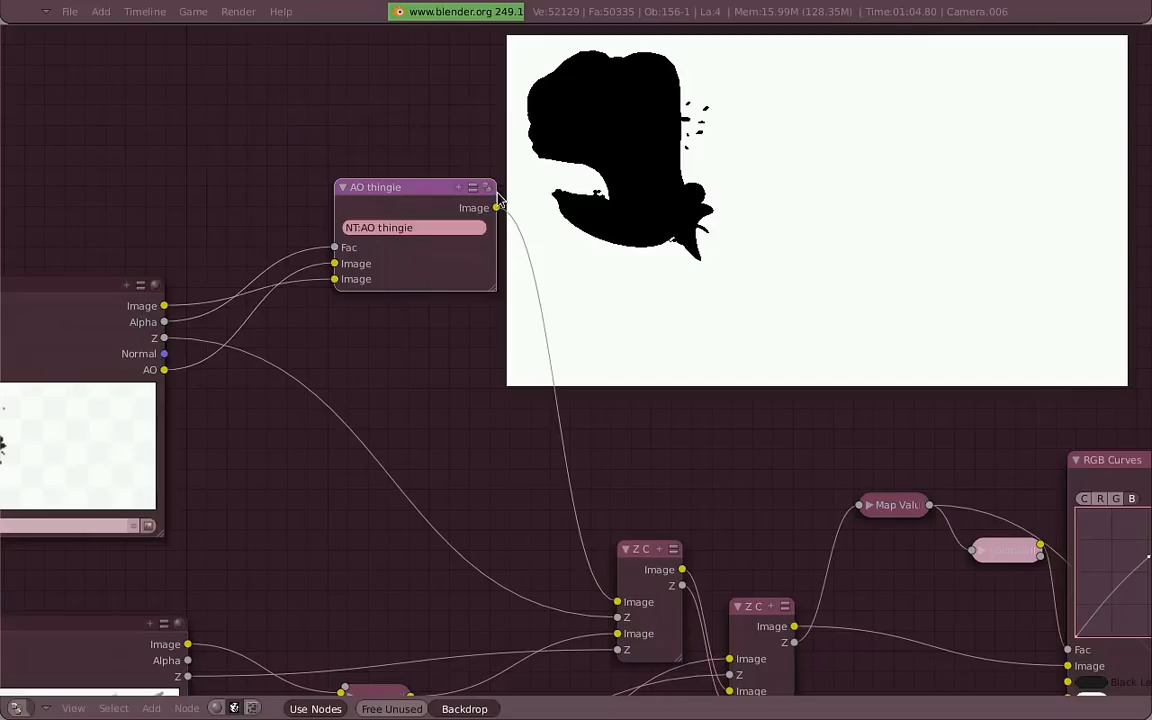 File Add Timeline Game Render Help www.blender.org 249.1 Ve:52129 | Fa:50335 | Ob:156-1 | La:4 | Mem:15.99M (128.35M) | Time:01:04.80 | Camera.006
AO thingie
Image
NT:AO thingie
Fac
Image
Image
Image
Alpha
Z
Normal
AO
RGB Curves
C R G B
Map Valu
Z C
Image
Z
Image
Z
Image
Z
Z C
Image
Z
Image
Z
Image
Fac
Image
Black Le
Image
Alpha
Z
View Select Add Node Use Nodes Free Unused Backdrop